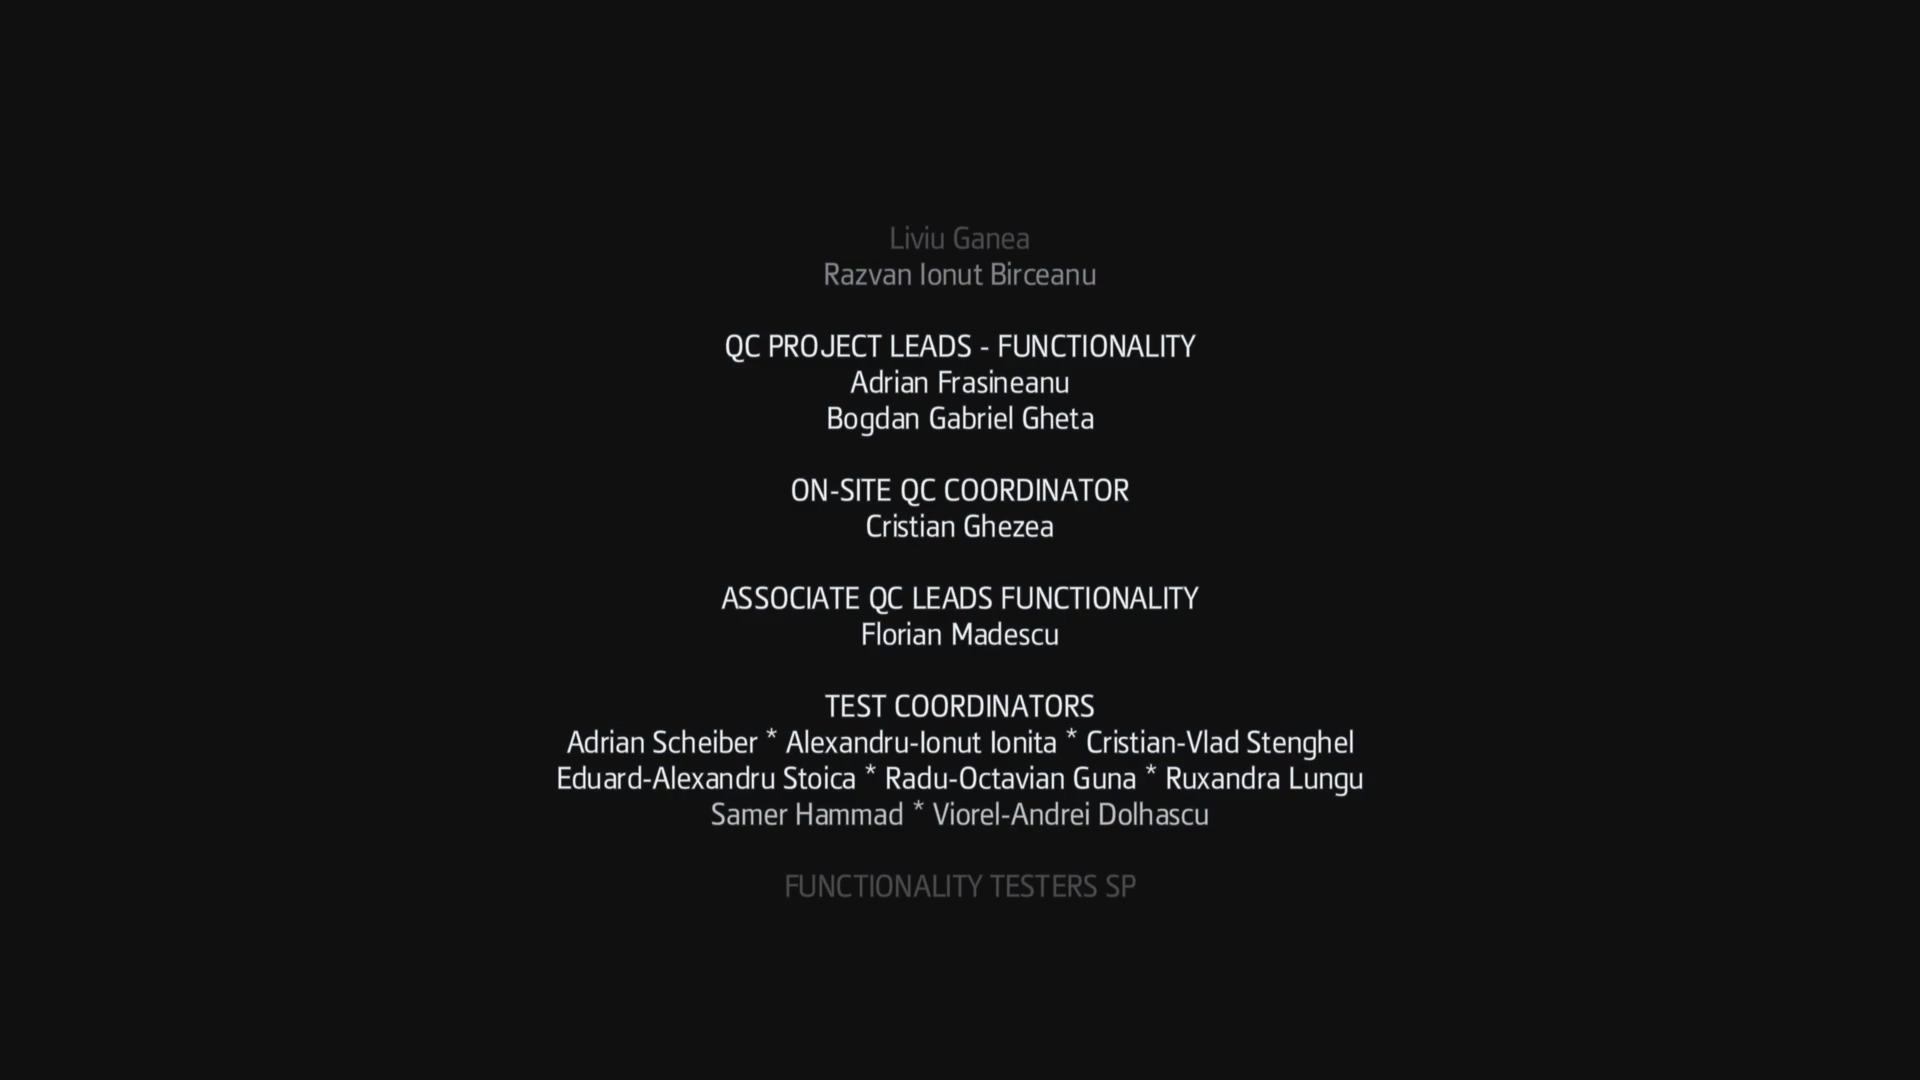 Liviu Ganea
Razvan Ionut Birceanu
QC PROJECT LEADS - FUNCTIONALITY
Adrian Frasineanu
Bogdan Gabriel Gheta
ON-SITE QC COORDINATOR
Cristian Ghezea
ASSOCIATE QC LEADS FUNCTIONALITY
Florian Madescu
TEST COORDINATORS
Adrian Scheiber * Alexandru-Ionut Ionita * Cristian-Vlad Stenghel
Eduard-Alexandru Stoica * Radu-Octavian Guna * Ruxandra Lungu
Samer Hammad * Viorel-Andrei Dolhascu
FUNCTIONALITY TESTERS SP